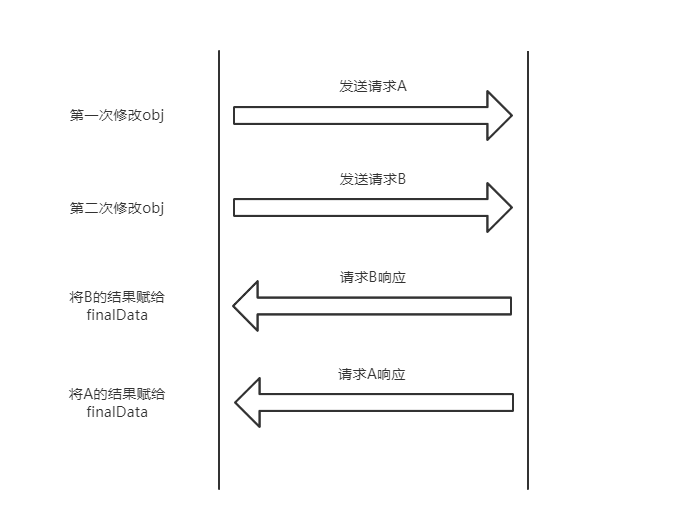 发送请求A
第一次修改obj
发送请求B
第二次修改obj
请求B响应
将B的结果赋给
finalData
请求A响应
将A的结果赋给
finalData